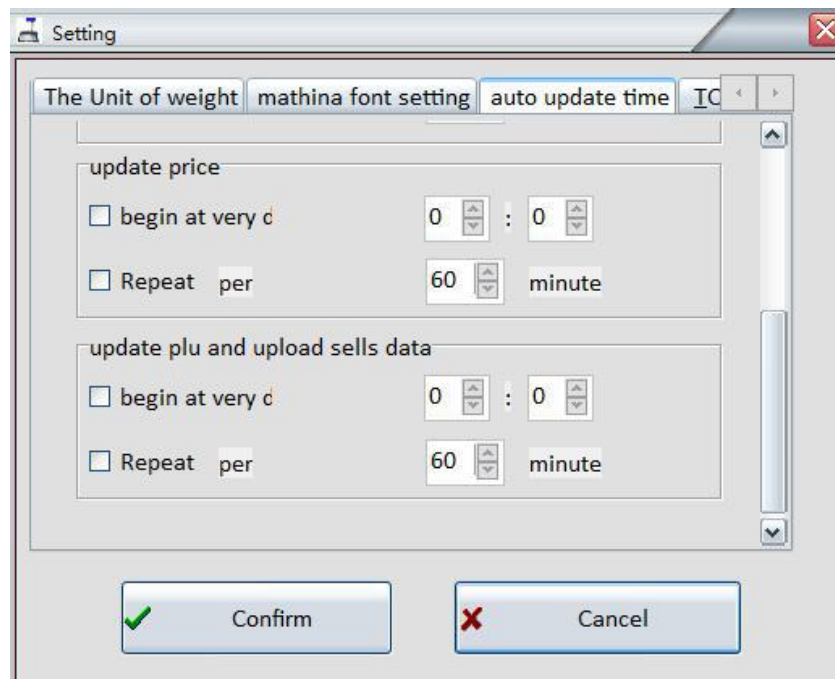 Setting
The Unit of weight mathina font setting auto update time TC
update price
begin at very d
0 : 0
Repeat per 60 minute
update plu and upload sells data
begin at very d
0 : 0
Repeat per 60 minute
Confirm Cancel